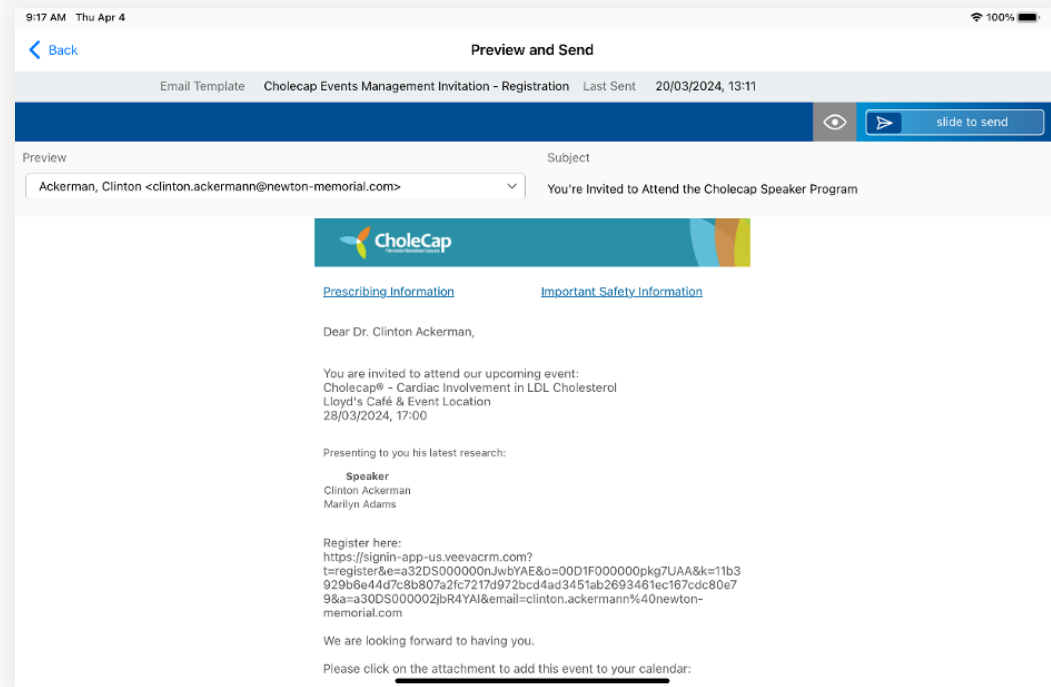 9:17 AM Thu Apr 4
100%
Back
Preview and Send
Email Template Cholecap Events Management Invitation - Registration Last Sent 20/03/2024, 13:11
slide to send
Preview
Subject
Ackerman, Clinton <clinton.ackermann@newton-memorial.com>
You're Invited to Attend the Cholecap Speaker Program
CholeCap
Prescribing Information
Important Safety Information
Dear Dr. Clinton Ackerman,
You are invited to attend our upcoming event:
Cholecap® - Cardiac Involvement in LDL Cholesterol
Lloyd's Café & Event Location
28/03/2024, 17:00
Presenting to you his latest research:
Speaker
Clinton Ackerman
Marilyn Adams
Register here:
https://signin-app-us.veevacrm.com?
t=register&e=a32DS000000nJwbYAE&o=00D1F000000pkg7UAA&k=11b3
929b6e44d7c8b807a2fc7217d972bcd4ad3451ab2693461ec167cdc80e7
9&a=a30DS000002jbR4YAI&email=clinton.ackermann%40newton-
memorial.com
We are looking forward to having you.
Please click on the attachment to add this event to your calendar: